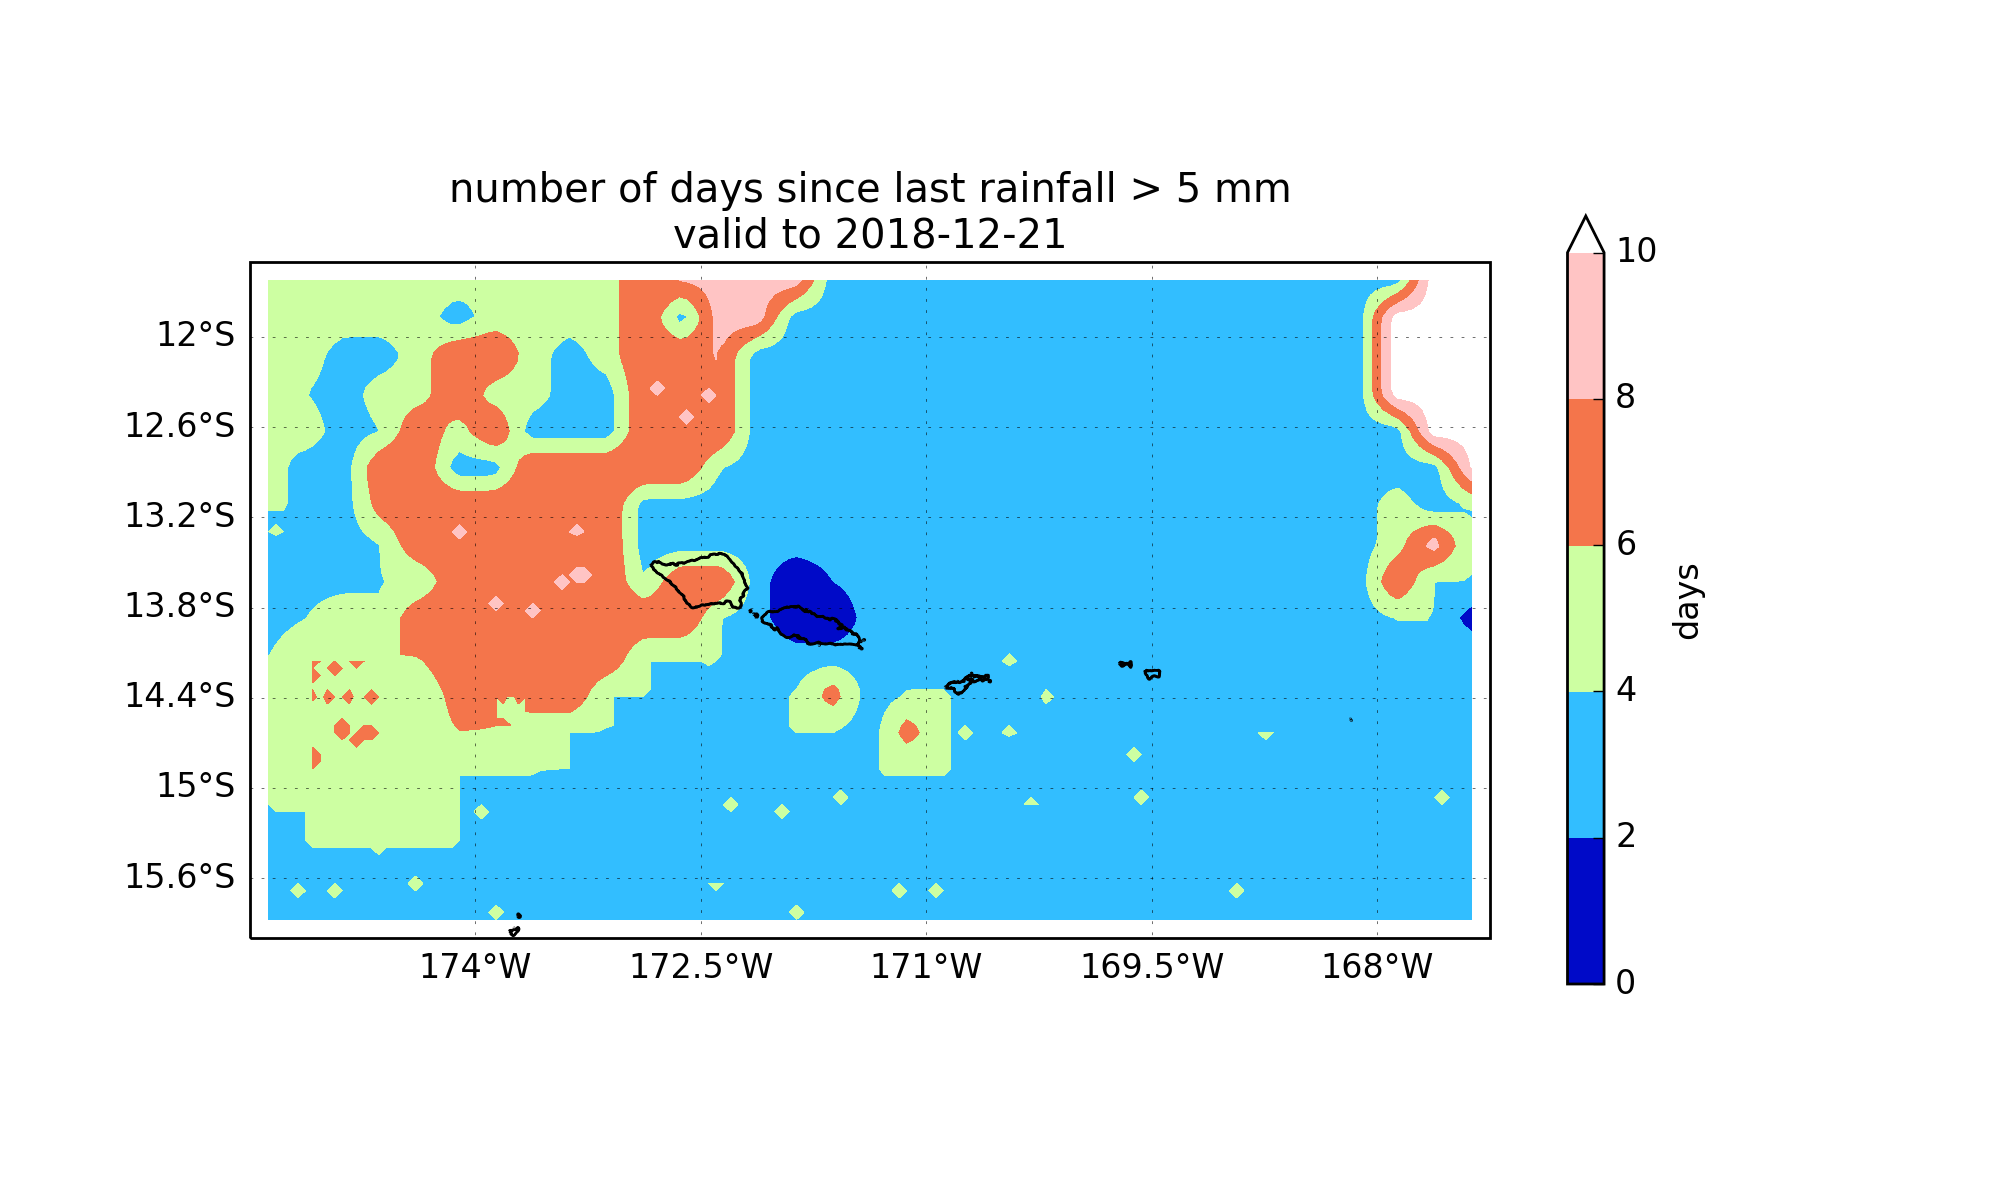 number of days since last rainfall > 5 mm
valid to 2018-12-21
12°S
12.6°S
13.2°S
13.8°S
14.4°S
15°S
15.6°S
174°W
172.5°W
171°W
169.5°W
168°W
10
8
6
4
2
0
days